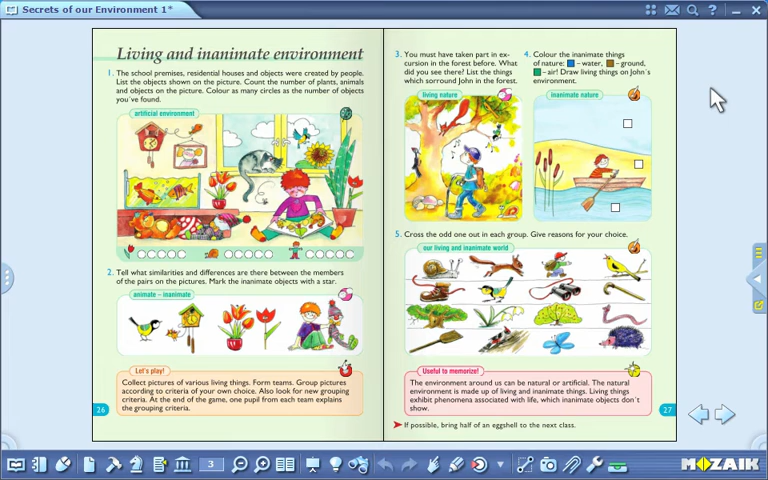 Secrets of our Environment 1*
Living and inanimate environment
1. The school premises, residential houses and objects were created by people.
List the objects shown on the picture. Count the number of plants, animals
and objects on the picture. Colour as many circles as the number of objects
you've found.
artificial environment
2. Tell what similarities and differences are there between the members
of the pairs on the pictures. Mark the inanimate objects with a star.
animate – inanimate
Let's play!
Collect pictures of various living things. Form teams. Group pictures
according to criteria of your own choice. Also look for new grouping
criteria. At the end of the game, one pupil from each team explains
the grouping criteria.
26
3. You must have taken part in ex-
cursion in the forest before. What
did you see there? List the things
which sorround John in the forest.
living nature
4. Colour the inanimate things
of nature: – water, – ground,
– air! Draw living things on John's
environment.
inanimate nature
5. Cross the odd one out in each group. Give reasons for your choice.
our living and inanimate world
Useful to memorize!
The environment around us can be natural or artificial. The natural
environment is made up of living and inanimate things. Living things
exhibit phenomena associated with life, which inanimate objects don't
show.
27
If possible, bring half of an eggshell to the next class.
3
MOZAIK